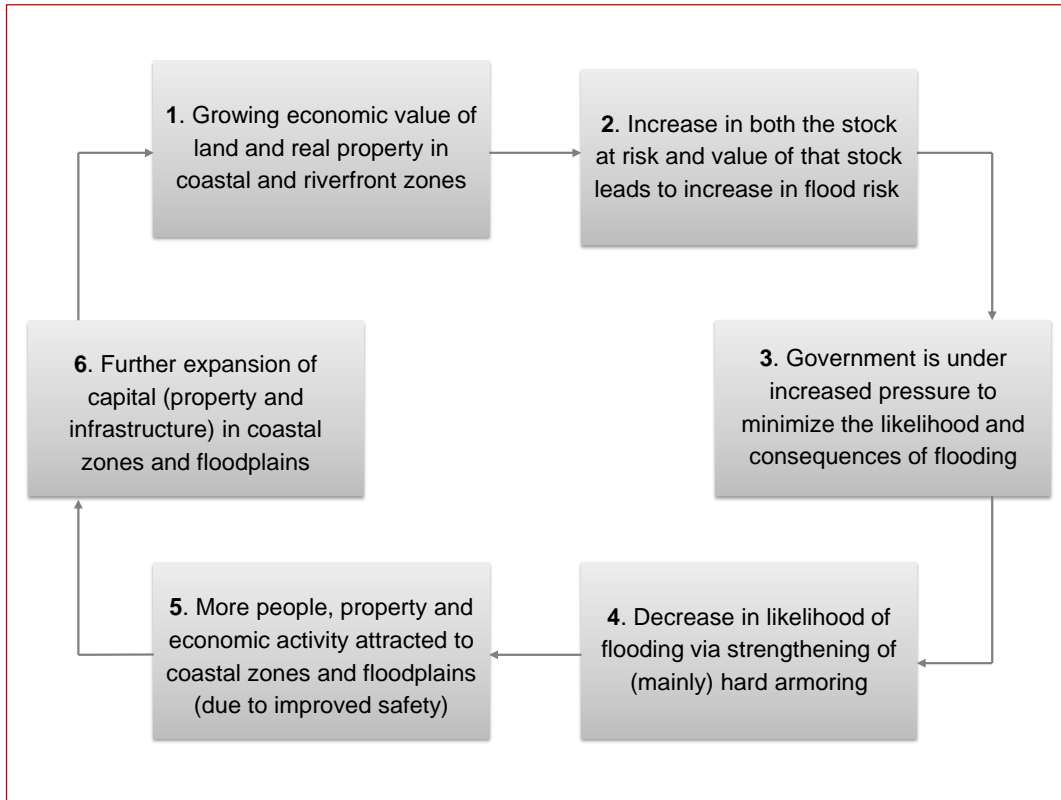 1. Growing economic value of
land and real property in
coastal and riverfront zones
2. Increase in both the stock
at risk and value of that stock
leads to increase in flood risk
3. Government is under
increased pressure to
minimize the likelihood and
consequences of flooding
4. Decrease in likelihood of
flooding via strengthening of
(mainly) hard armoring
5. More people, property and
economic activity attracted to
coastal zones and floodplains
(due to improved safety)
6. Further expansion of
capital (property and
infrastructure) in coastal
zones and floodplains